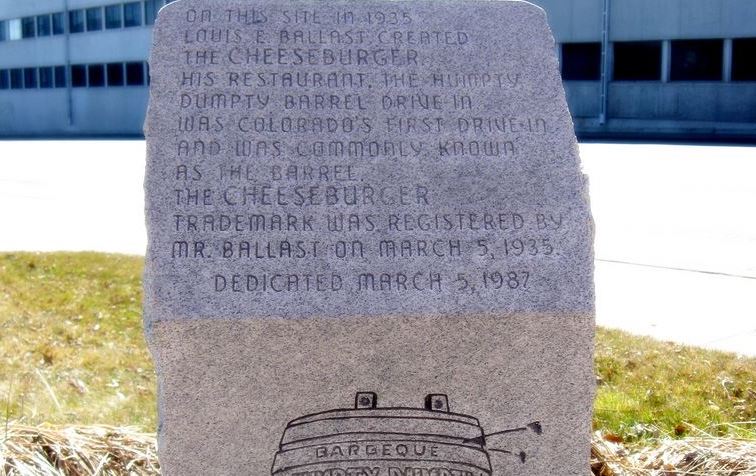 ON THIS SITE IN 1935
LOUIS E. BALLAST CREATED
THE CHEESEBURGER.
HIS RESTAURANT, THE HUMPTY
DUMPTY BARREL DRIVE-IN
WAS COLORADO'S FIRST DRIVE-IN
AND WAS COMMONLY KNOWN
AS THE BARREL.
THE CHEESEBURGER
TRADEMARK WAS REGISTERED BY
MR. BALLAST ON MARCH 5, 1935.
DEDICATED MARCH 5, 1987
BARBEQUE